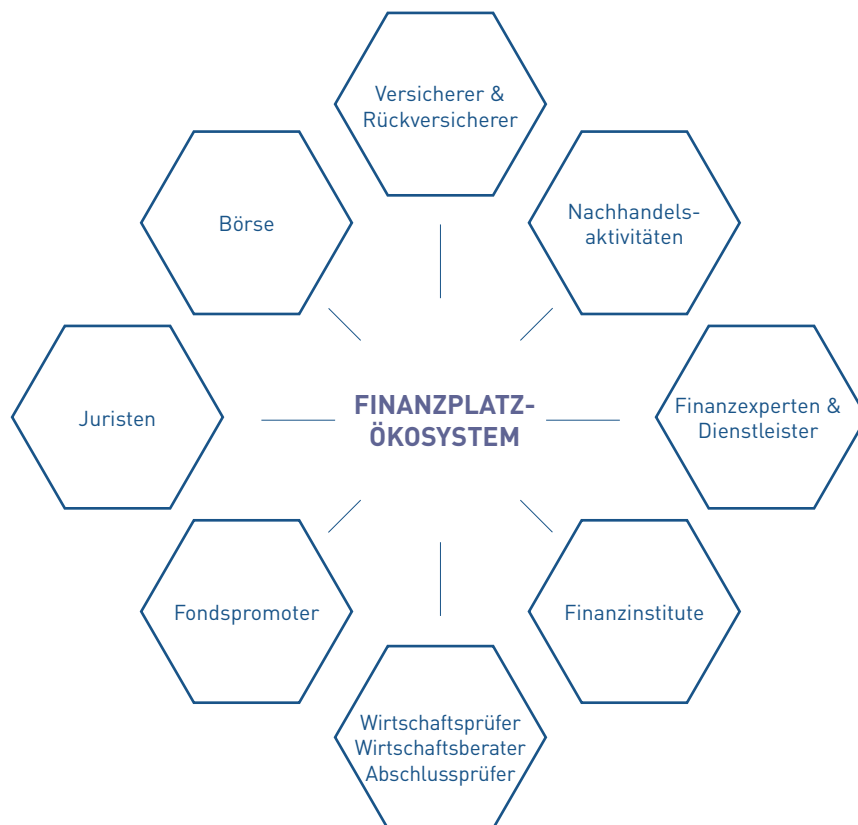 Versicherer &
Rückversicherer
Börse
Nachhandels-
aktivitäten
Juristen
FINANZPLATZ-
ÖKOSYSTEM
Finanzexperten &
Dienstleister
Fondspromoter
Finanzinstitute
Wirtschaftsprüfer
Wirtschaftsberater
Abschlussprüfer